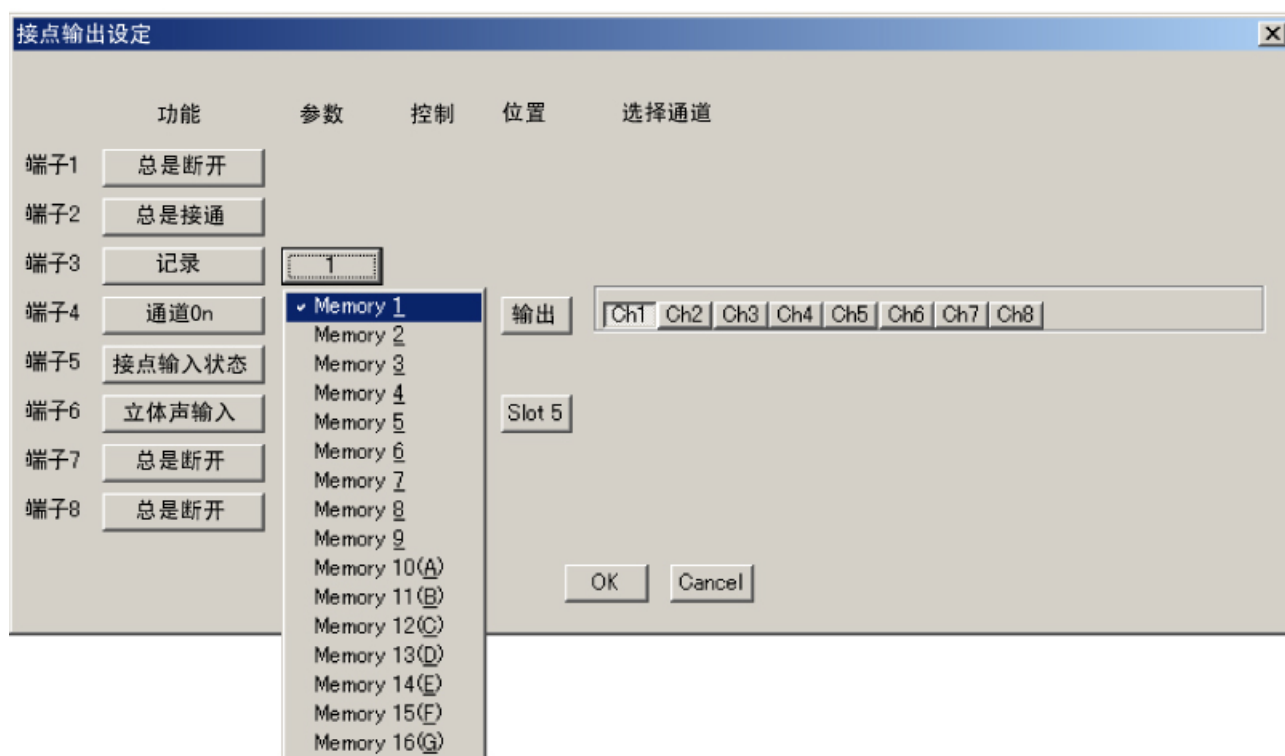 接点输出设定
功能 参数 控制 位置 选择通道
端子1 总是断开
端子2 总是接通
端子3 记录 1
端子4 通道On 输出 Ch1 Ch2 Ch3 Ch4 Ch5 Ch6 Ch7 Ch8
端子5 接点输入状态
端子6 立体声输入 Slot 5
端子7 总是断开
端子8 总是断开
Memory 1
Memory 2
Memory 3
Memory 4
Memory 5
Memory 6
Memory 7
Memory 8
Memory 9
Memory 10(A)
Memory 11(B)
Memory 12(C)
Memory 13(D)
Memory 14(E)
Memory 15(F)
Memory 16(G)
OK Cancel